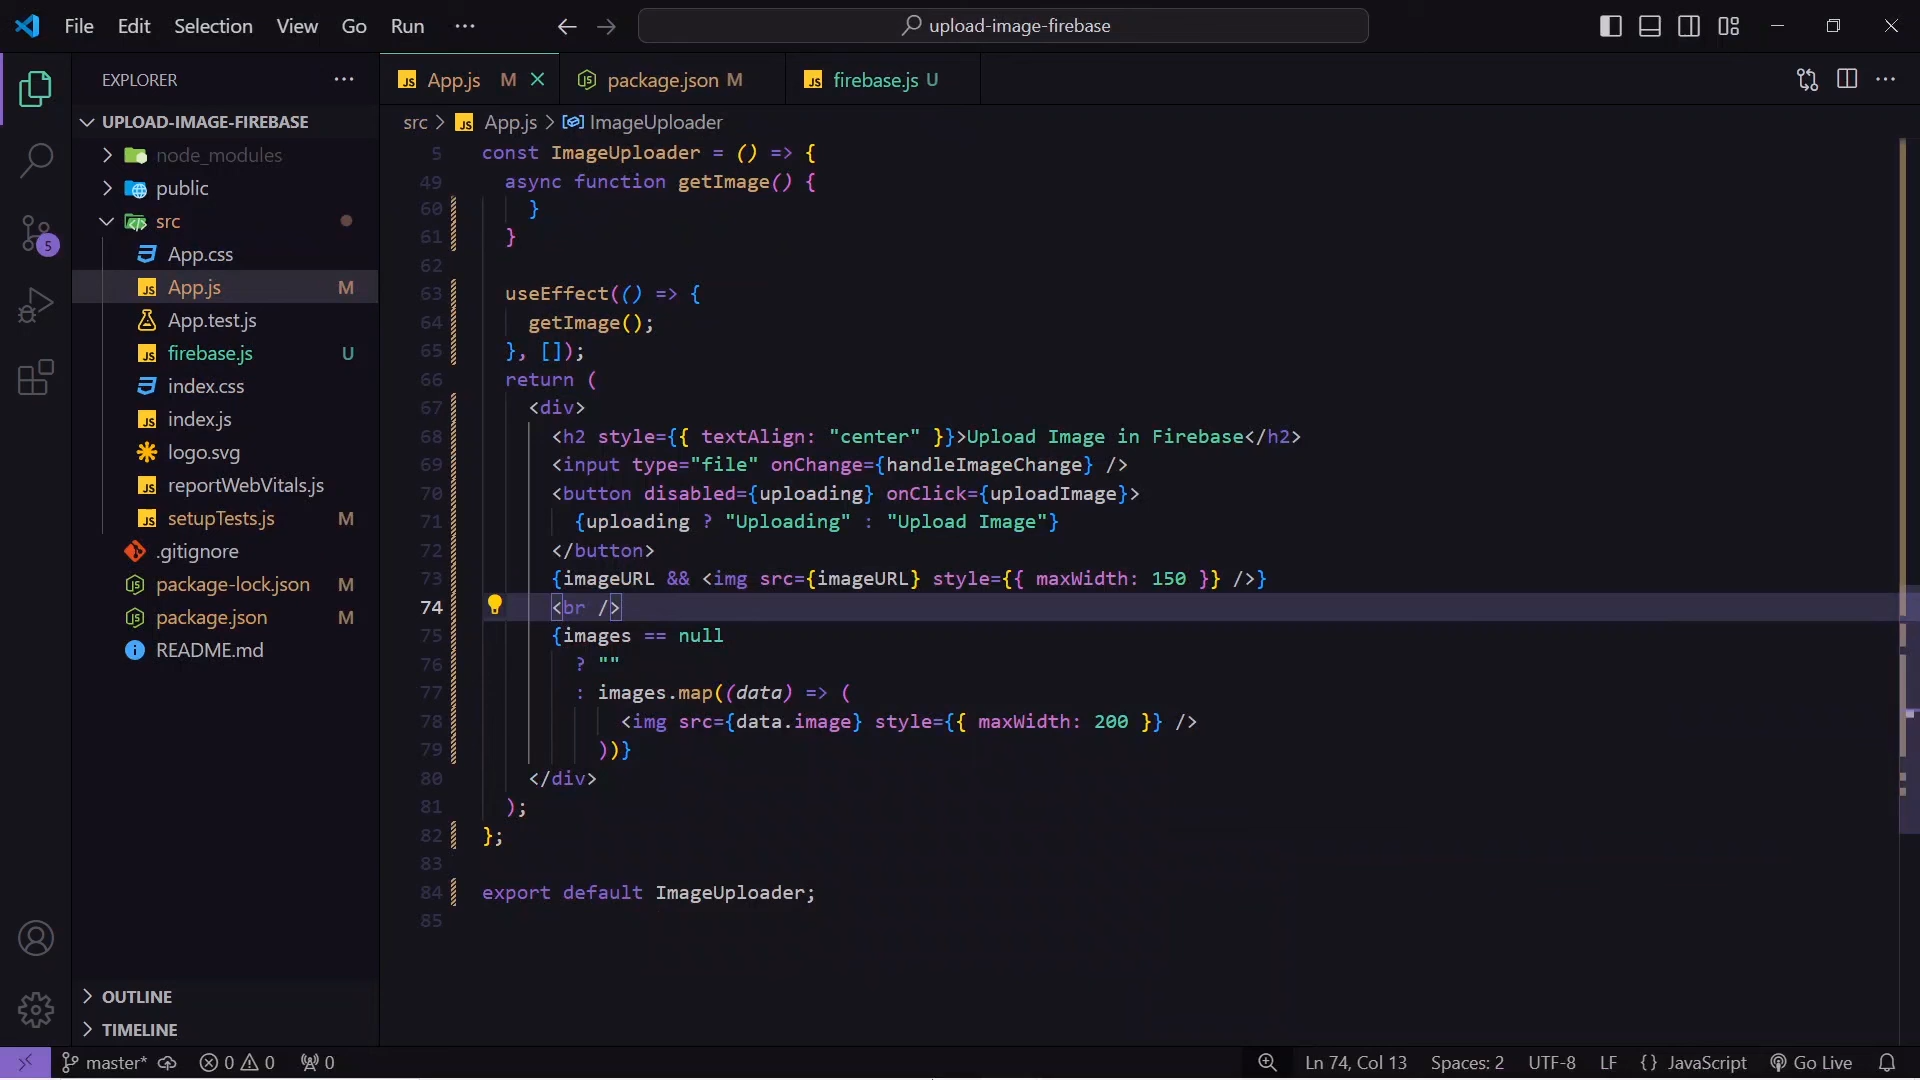 File Edit Selection View Go Run ··· upload-image-firebase
EXPLORER
UPLOAD-IMAGE-FIREBASE
node_modules
public
src
App.css
App.js M
App.test.js
firebase.js U
index.css
index.js
logo.svg
reportWebVitals.js
setupTests.js M
.gitignore
package-lock.json M
package.json M
README.md
OUTLINE
TIMELINE
5
App.js M package.json M firebase.js U
src > App.js > ImageUploader
5 const ImageUploader = () => {
49 async function getImage() {
60 }
61 }
62
63 useEffect(() => {
64 getImage();
65 }, []);
66 return (
67 <div>
68 <h2 style={{ textAlign: "center" }}>Upload Image in Firebase</h2>
69 <input type="file" onChange={handleImageChange} />
70 <button disabled={uploading} onClick={uploadImage}>
71 {uploading ? "Uploading" : "Upload Image"}
72 </button>
73 {imageURL && <img src={imageURL} style={{ maxWidth: 150 }} />}
74 <br />
75 {images == null
76 ? ""
77 : images.map((data) => (
78 <img src={data.image} style={{ maxWidth: 200 }} />
79 ))}
80 </div>
81 );
82 };
83
84 export default ImageUploader;
85
master* 0 0 0 Ln 74, Col 13 Spaces: 2 UTF-8 LF {} JavaScript Go Live